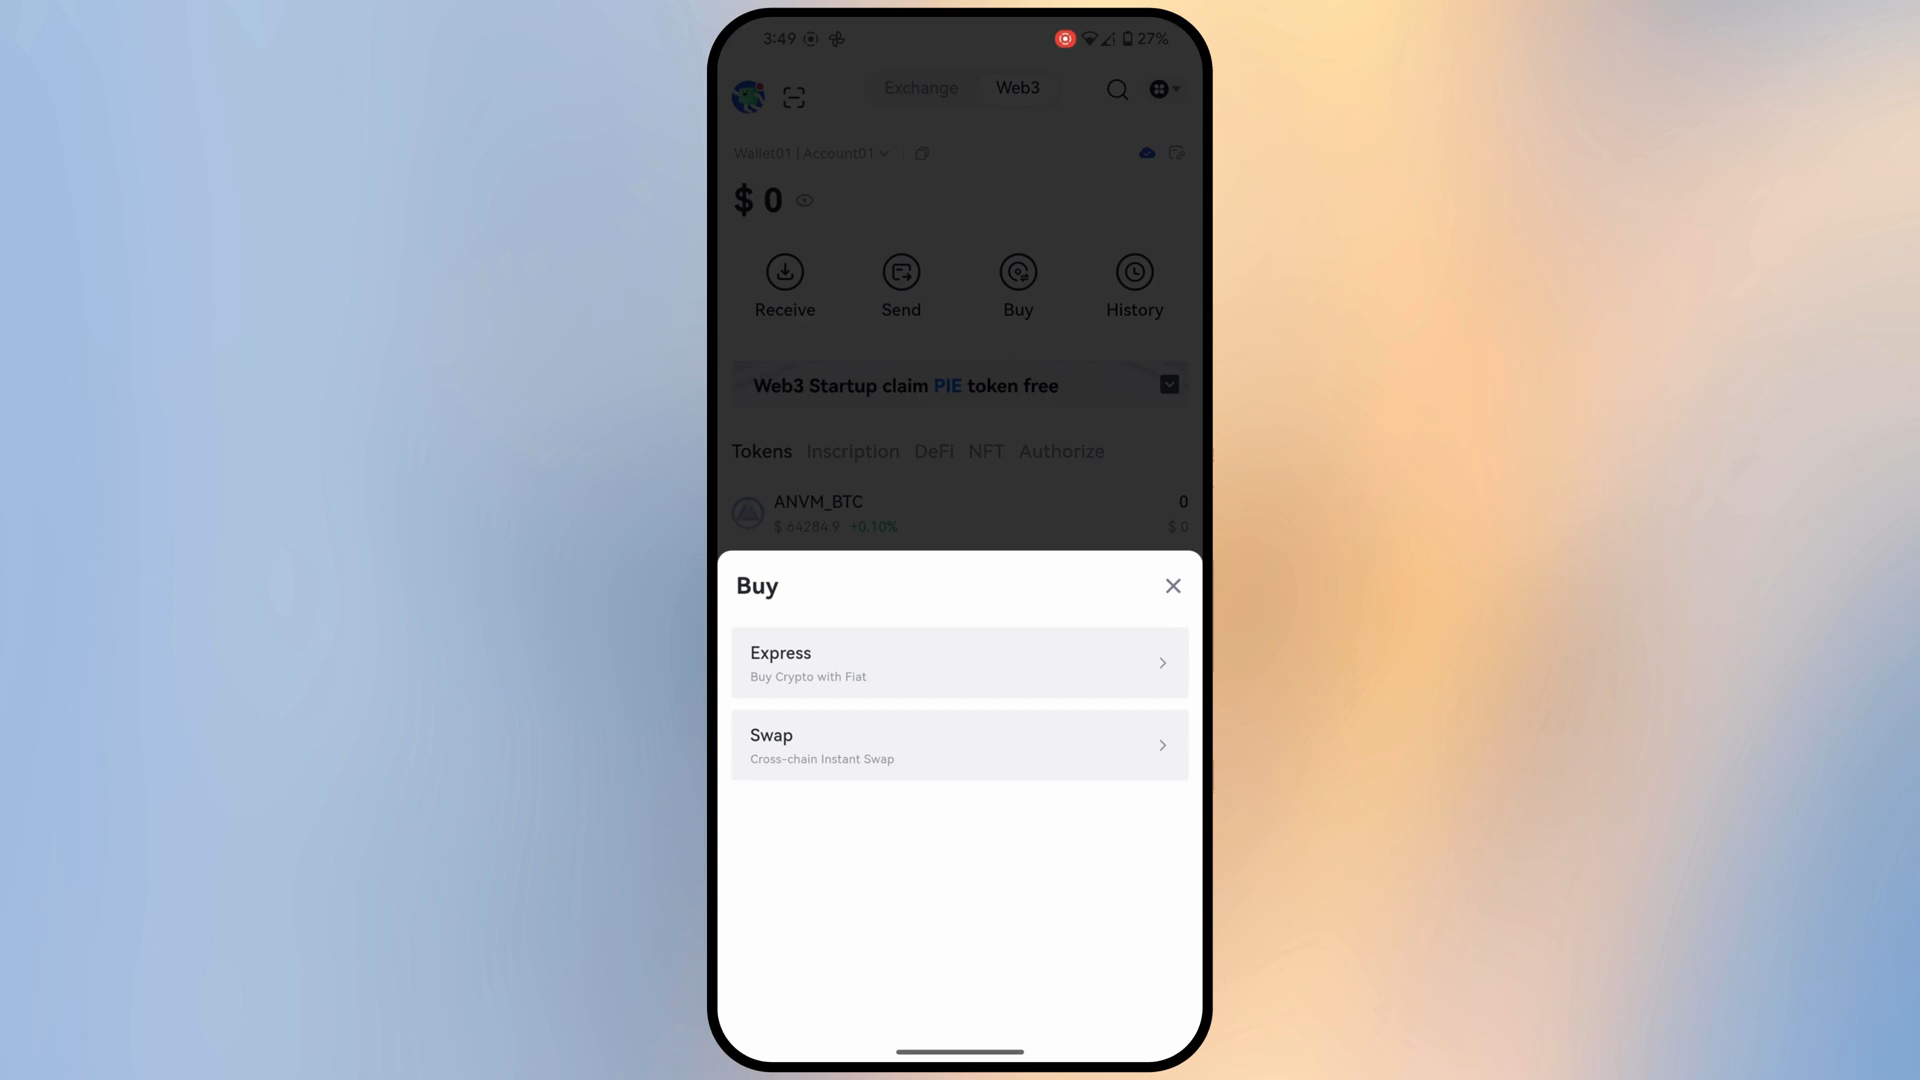 3:49 27%
Exchange Web3
Wallet01 | Account01
$ 0
Receive Send Buy History
Web3 Startup claim PIE token free
Tokens Inscription DeFi NFT Authorize
ANVM_BTC 0
$ 64284.9 +0.10% $ 0
Buy
Express
Buy Crypto with Fiat
Swap
Cross-chain Instant Swap